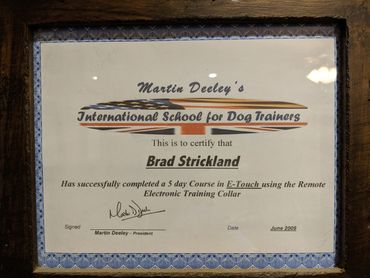 Martin Deeley's
International School for Dog Trainers
This is to certify that
Brad Strickland
Has successfully completed a 5 day Course in E-Touch using the Remote
Electronic Training Collar
Signed
Martin Deeley - President
Date June 2009